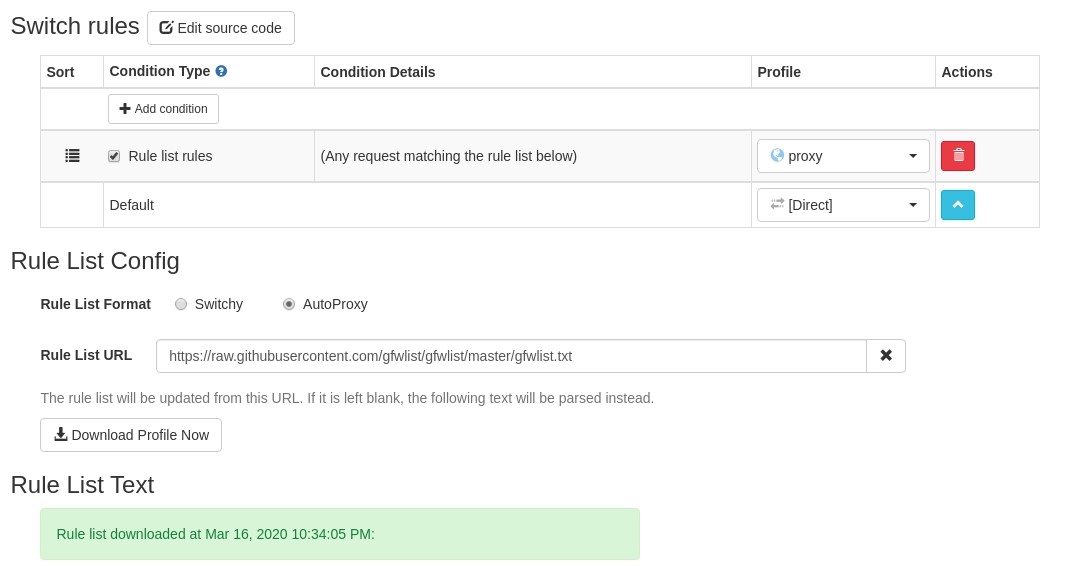 Switch rules Edit source code
Sort Condition Type Condition Details Profile Actions
Add condition
Rule list rules (Any request matching the rule list below) proxy
Default [Direct]
Rule List Config
Rule List Format Switchy AutoProxy
Rule List URL https://raw.githubusercontent.com/gfwlist/gfwlist/master/gfwlist.txt
The rule list will be updated from this URL. If it is left blank, the following text will be parsed instead.
Download Profile Now
Rule List Text
Rule list downloaded at Mar 16, 2020 10:34:05 PM: